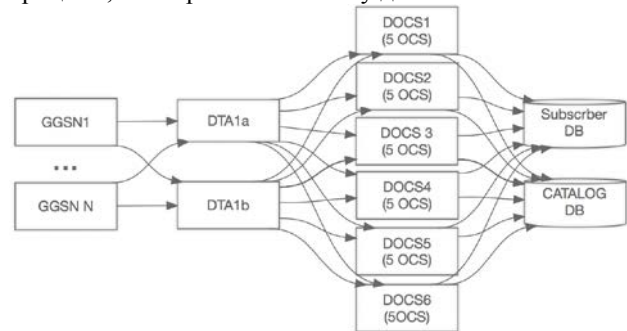 DOCS1
(5 OCS)
DOCS2
(5 OCS)
GGSN1
DTA1a
Subscrber
DB
DOCS 3
(5 OCS)
...
GGSN N
DTA1b
DOCS4
(5 OCS)
CATALOG
DB
DOCS5
(5 OCS)
DOCS6
(5OCS)